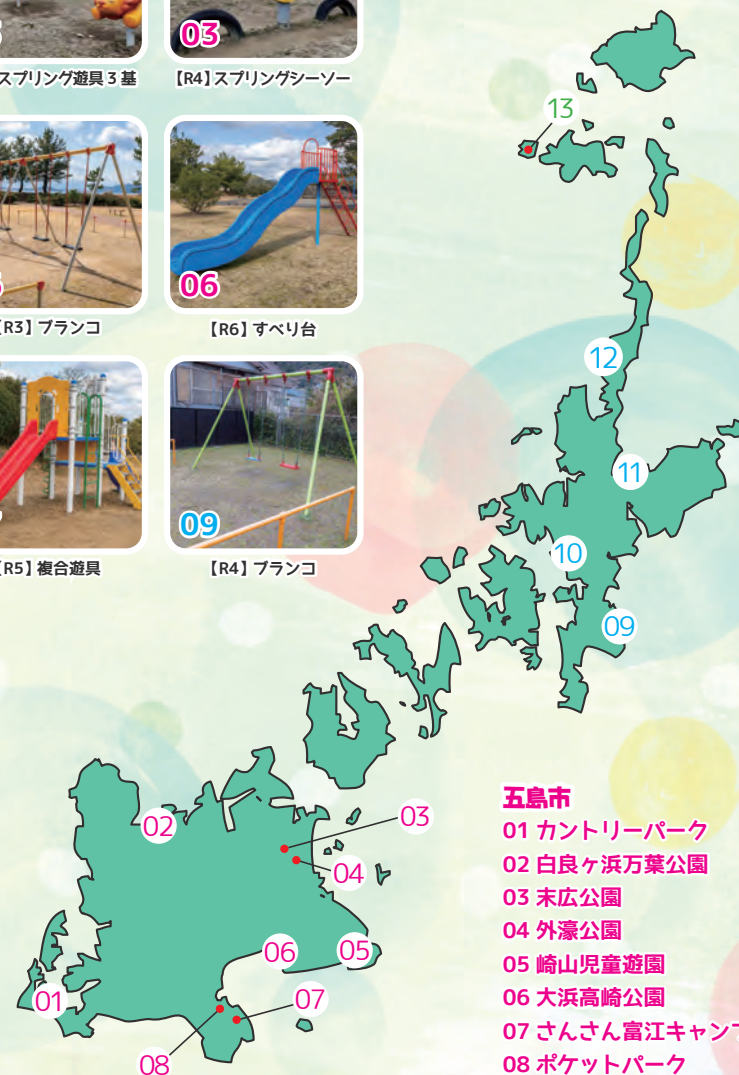 03
スプリング遊具3基
【R4】スプリングシーソー
06
【R3】ブランコ
【R6】すべり台
09
【R5】複合遊具
【R4】ブランコ
13
12
11
10
09
03
02
04
06
05
01
07
08
五島市
01 カントリーパーク
02 白良ヶ浜万葉公園
03 末広公園
04 外濠公園
05 崎山児童遊園
06 大浜高崎公園
07 さんさん富江キャンプ
08 ポケットパーク